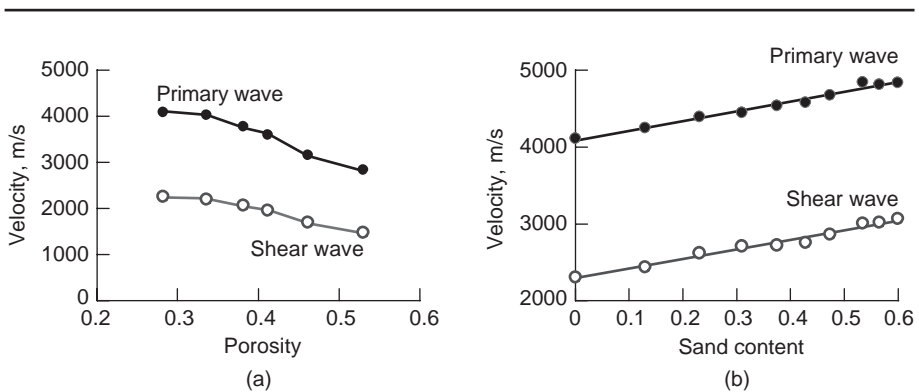 Velocity, m/s
5000
4000
3000
2000
1000
0
0.2
0.3
0.4
0.5
0.6
Porosity
Primary wave
Shear wave
(a)
Velocity, m/s
5000
4000
3000
2000
0
0.1
0.2
0.3
0.4
0.5
0.6
Sand content
Primary wave
Shear wave
(b)